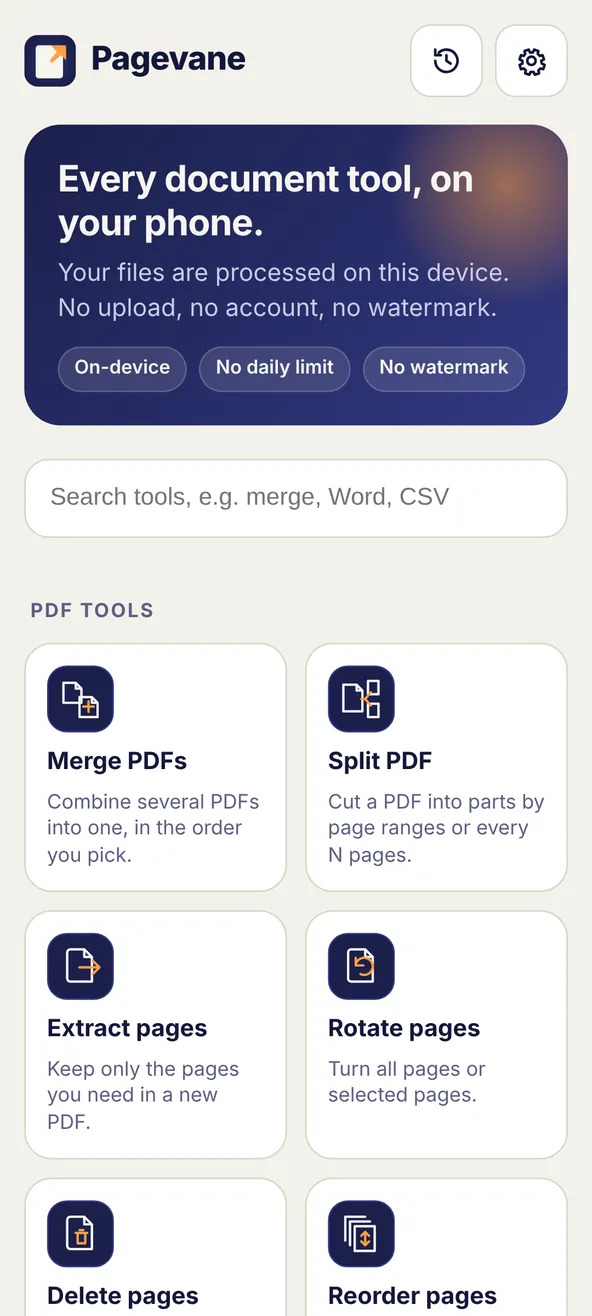 Pagevane
Every document tool, on
your phone.
Your files are processed on this device.
No upload, no account, no watermark.
On-device
No daily limit
No watermark
Search tools, e.g. merge, Word, CSV
PDF TOOLS
Merge PDFs
Combine several PDFs
into one, in the order
you pick.
Split PDF
Cut a PDF into parts by
page ranges or every
N pages.
Extract pages
Keep only the pages
you need in a new
PDF.
Rotate pages
Turn all pages or
selected pages.
Delete pages
Reorder pages